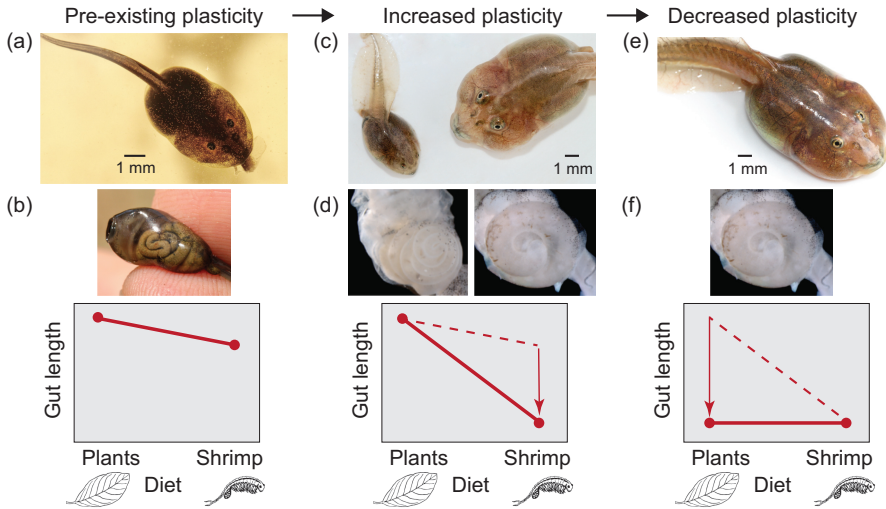 Pre-existing plasticity
Increased plasticity
Decreased plasticity
(a)
1 mm
(c)
1 mm
(e)
1 mm
(b)
(d)
(f)
Gut length
Plants
Shrimp
Diet
Gut length
Plants
Shrimp
Diet
Gut length
Plants
Shrimp
Diet